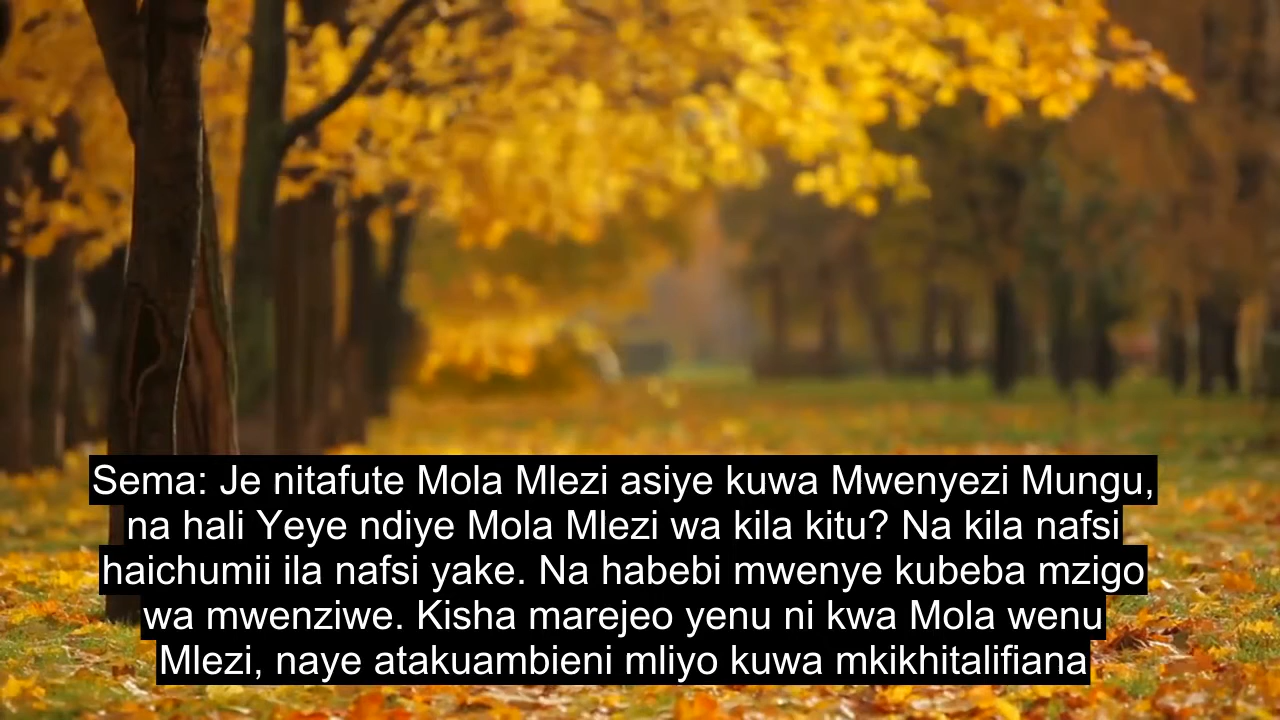 Sema: Je nitafute Mola Mlezi asiye kuwa Mwenyezi Mungu,
na hali Yeye ndiye Mola Mlezi wa kila kitu? Na kila nafsi
haichumii ila nafsi yake. Na habebi mwenye kubeba mzigo
wa mwenziwe. Kisha marejeo yenu ni kwa Mola wenu
Mlezi, naye atakuambieni mliyo kuwa mkikhitalifiana